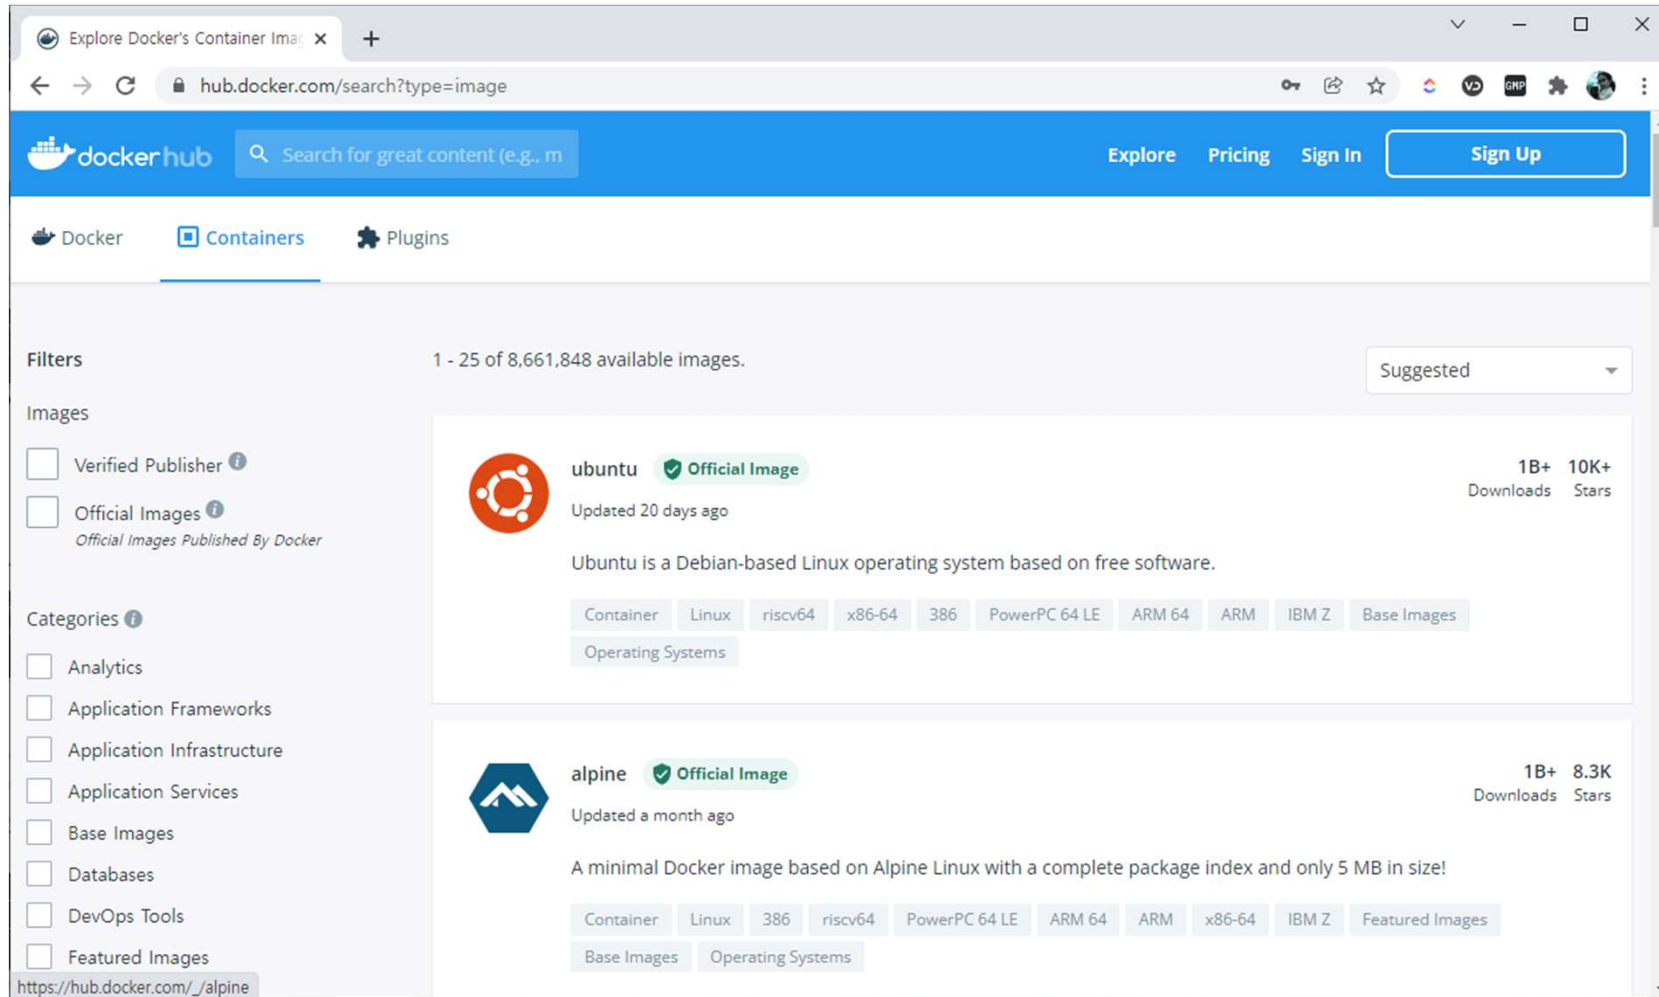 Explore Docker's Container Imag
hub.docker.com/search?type=image
GMP
dockerhub Search for great content (e.g., m Explore Pricing Sign In Sign Up
Docker Containers Plugins
Filters
1 - 25 of 8,661,848 available images.
Suggested
Images
Verified Publisher
Official Images
Official Images Published By Docker
Categories
Analytics
Application Frameworks
Application Infrastructure
Application Services
Base Images
Databases
DevOps Tools
Featured Images
https://hub.docker.com/_/alpine
ubuntu Official Image
1B+ 10K+
Downloads Stars
Updated 20 days ago
Ubuntu is a Debian-based Linux operating system based on free software.
Container Linux riscv64 x86-64 386 PowerPC 64 LE ARM 64 ARM IBM Z Base Images
Operating Systems
alpine Official Image
1B+ 8.3K
Downloads Stars
Updated a month ago
A minimal Docker image based on Alpine Linux with a complete package index and only 5 MB in size!
Container Linux 386 riscv64 PowerPC 64 LE ARM 64 ARM x86-64 IBM Z Featured Images
Base Images Operating Systems